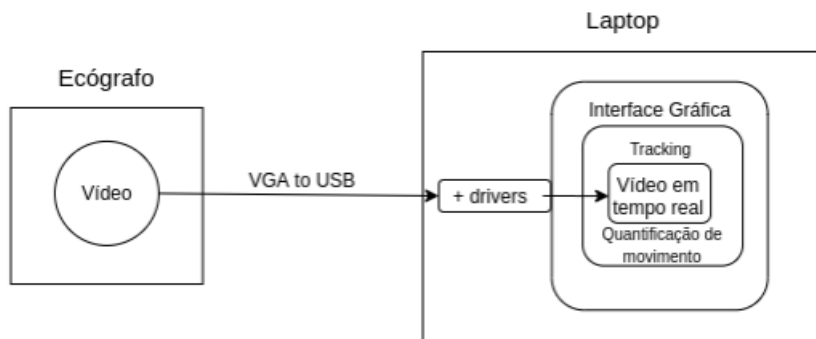 Laptop
Ecógrafo
Interface Gráfica
Tracking
Vídeo
VGA to USB
+ drivers
Vídeo em
tempo real
Quantificação de
movimento